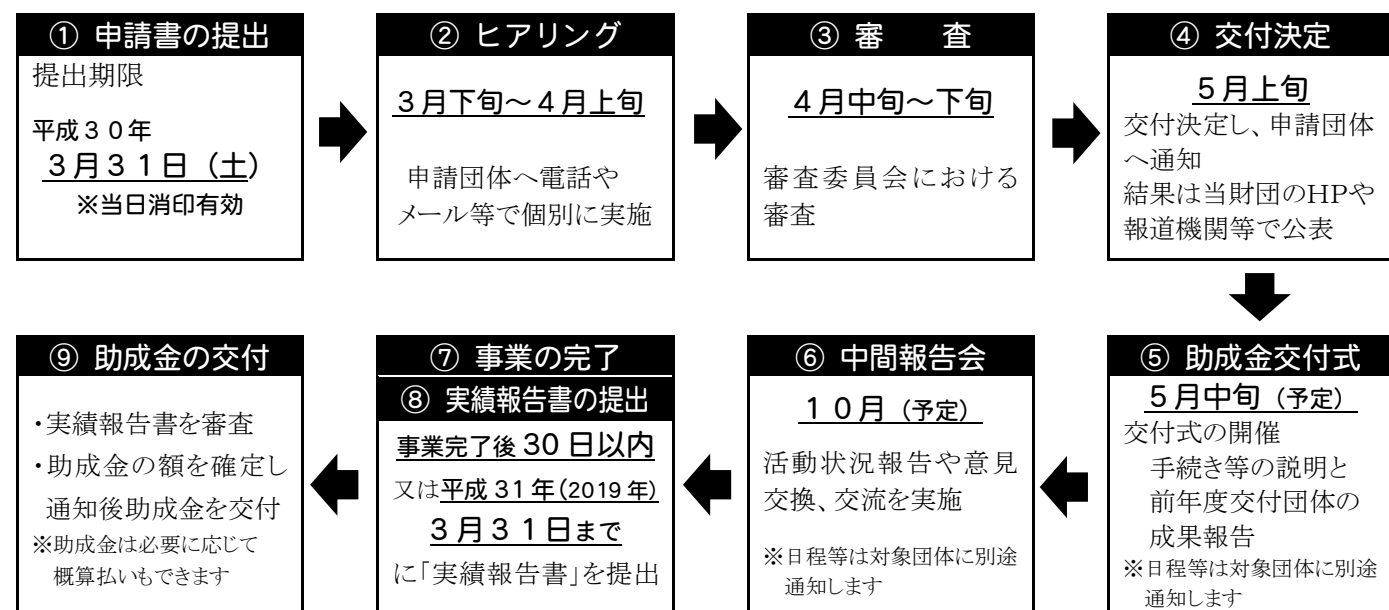 ① 申請書の提出
提出期限
平成30年
3月31日（土）
※当日消印有効
② ヒアリング
3月下旬～4月上旬
申請団体へ電話や
メール等で個別に実施
③ 審　査
4月中旬～下旬
審査委員会における
審査
④ 交付決定
5月上旬
交付決定し、申請団体
へ通知
結果は当財団のHPや
報道機関等で公表
⑤ 助成金交付式
5月中旬（予定）
交付式の開催
手続き等の説明と
前年度交付団体の
成果報告
※日程等は対象団体に別途
通知します
⑥ 中間報告会
10月（予定）
活動状況報告や意見
交換、交流を実施
※日程等は対象団体に別途
通知します
⑦ 事業の完了
⑧ 実績報告書の提出
事業完了後30日以内
又は平成31年（2019年）
3月31日まで
に「実績報告書」を提出
⑨ 助成金の交付
・実績報告書を審査
・助成金の額を確定し
通知後助成金を交付
※助成金は必要に応じて
概算払いもできます